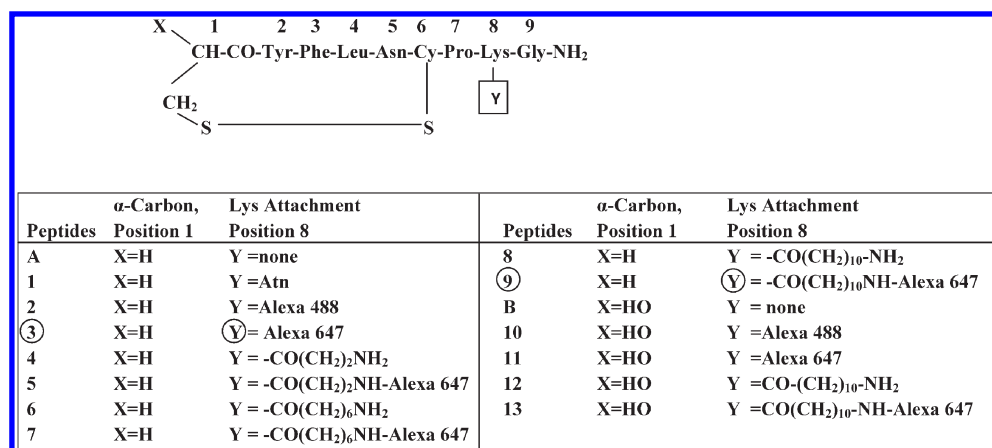 X 1 2 3 4 5 6 7 8 9
CH-CO-Tyr-Phe-Leu-Asn-Cy-Pro-Lys-Gly-NH₂
Y
CH₂
S S
α-Carbon, Lys Attachment
Peptides Position 1 Position 8
A X=H Y =none
1 X=H Y=Atn
2 X=H Y=Alexa 488
3 X=H Y= Alexa 647
4 X=H Y = -CO(CH₂)₂NH₂
5 X=H Y = -CO(CH₂)₂NH-Alexa 647
6 X=H Y = -CO(CH₂)₆NH₂
7 X=H Y = -CO(CH₂)₆NH-Alexa 647
α-Carbon, Lys Attachment
Peptides Position 1 Position 8
8 X=H Y = -CO(CH₂)₁₀-NH₂
9 X=H Y = -CO(CH₂)₁₀NH-Alexa 647
B X=HO Y = none
10 X=HO Y =Alexa 488
11 X=HO Y =Alexa 647
12 X=HO Y =CO-(CH₂)₁₀-NH₂
13 X=HO Y =CO(CH₂)₁₀-NH-Alexa 647